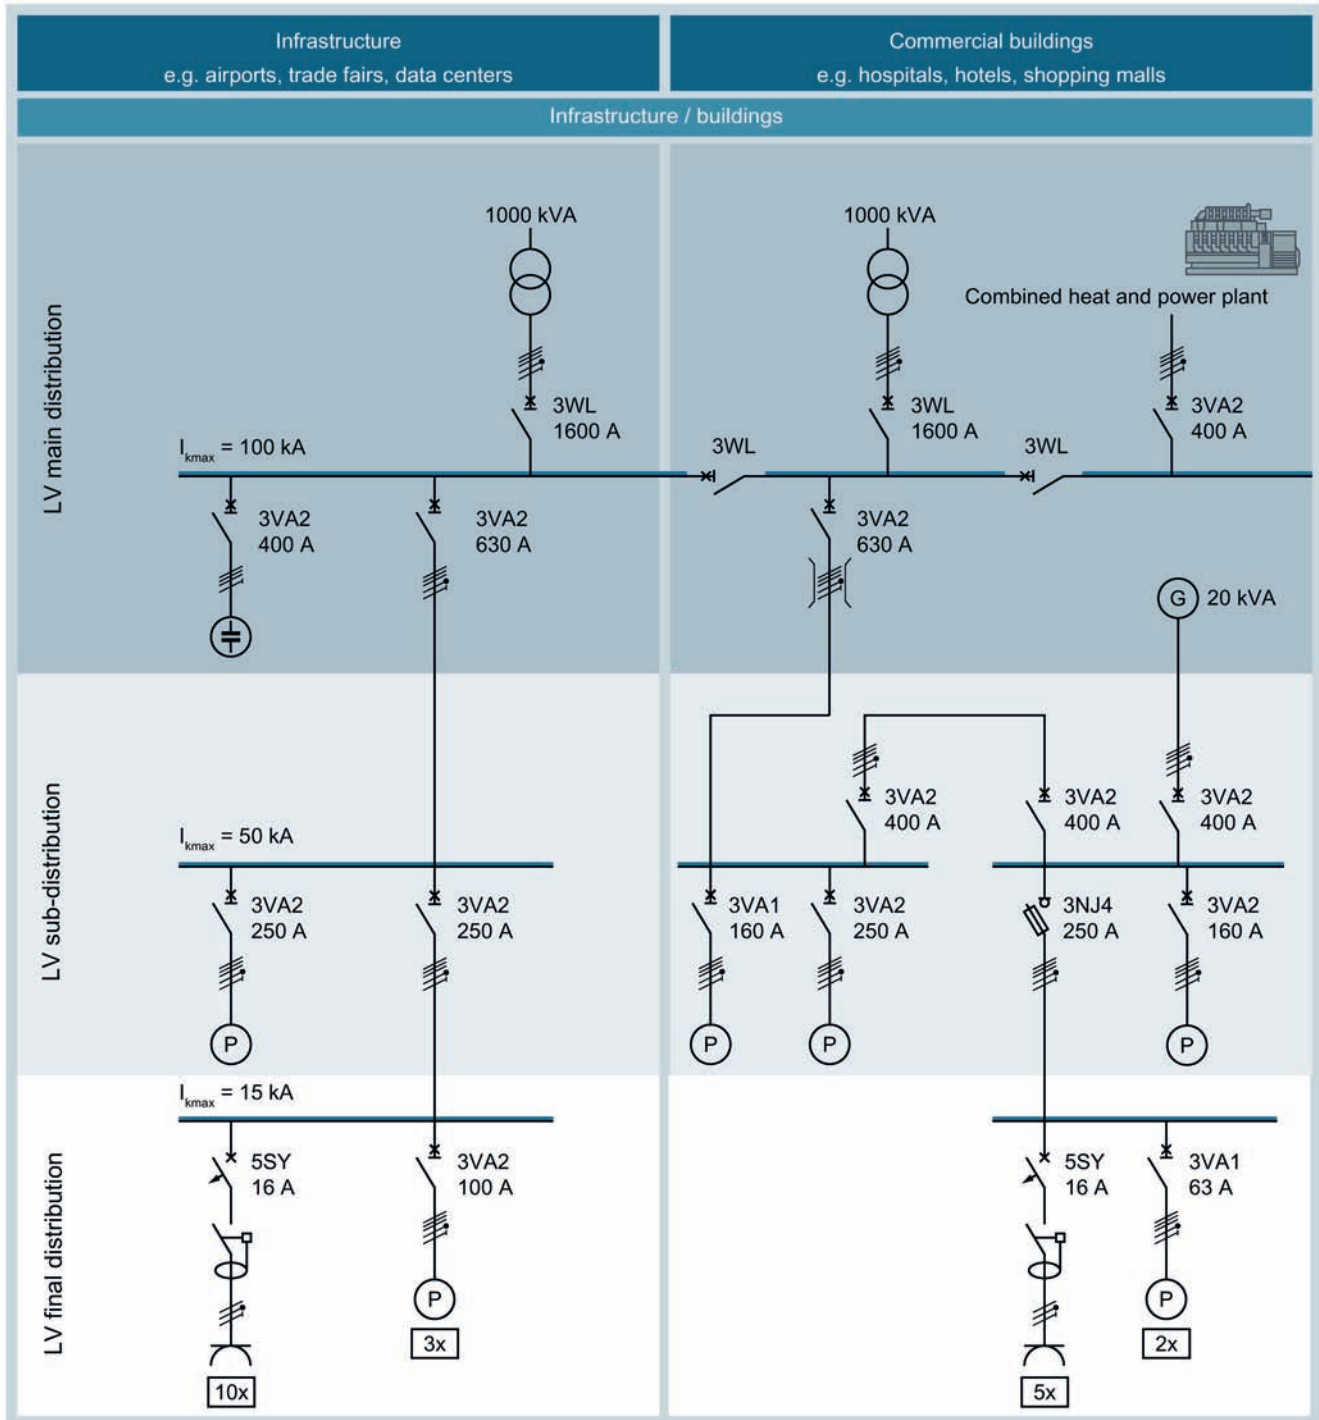 Infrastructure
e.g. airports, trade fairs, data centers
Commercial buildings
e.g. hospitals, hotels, shopping malls
Infrastructure / buildings
LV main distribution
1000 kVA
1000 kVA
Combined heat and power plant
3WL
1600 A
3WL
1600 A
3VA2
400 A
Ikmax = 100 kA
3WL
3WL
3VA2
400 A
3VA2
630 A
3VA2
630 A
G
20 kVA
LV sub-distribution
3VA2
400 A
3VA2
400 A
3VA2
400 A
Ikmax = 50 kA
3VA2
250 A
3VA2
250 A
3VA1
160 A
3VA2
250 A
3NJ4
250 A
3VA2
160 A
P
P
P
P
LV final distribution
Ikmax = 15 kA
5SY
16 A
3VA2
100 A
5SY
16 A
3VA1
63 A
P
P
3x
2x
10x
5x